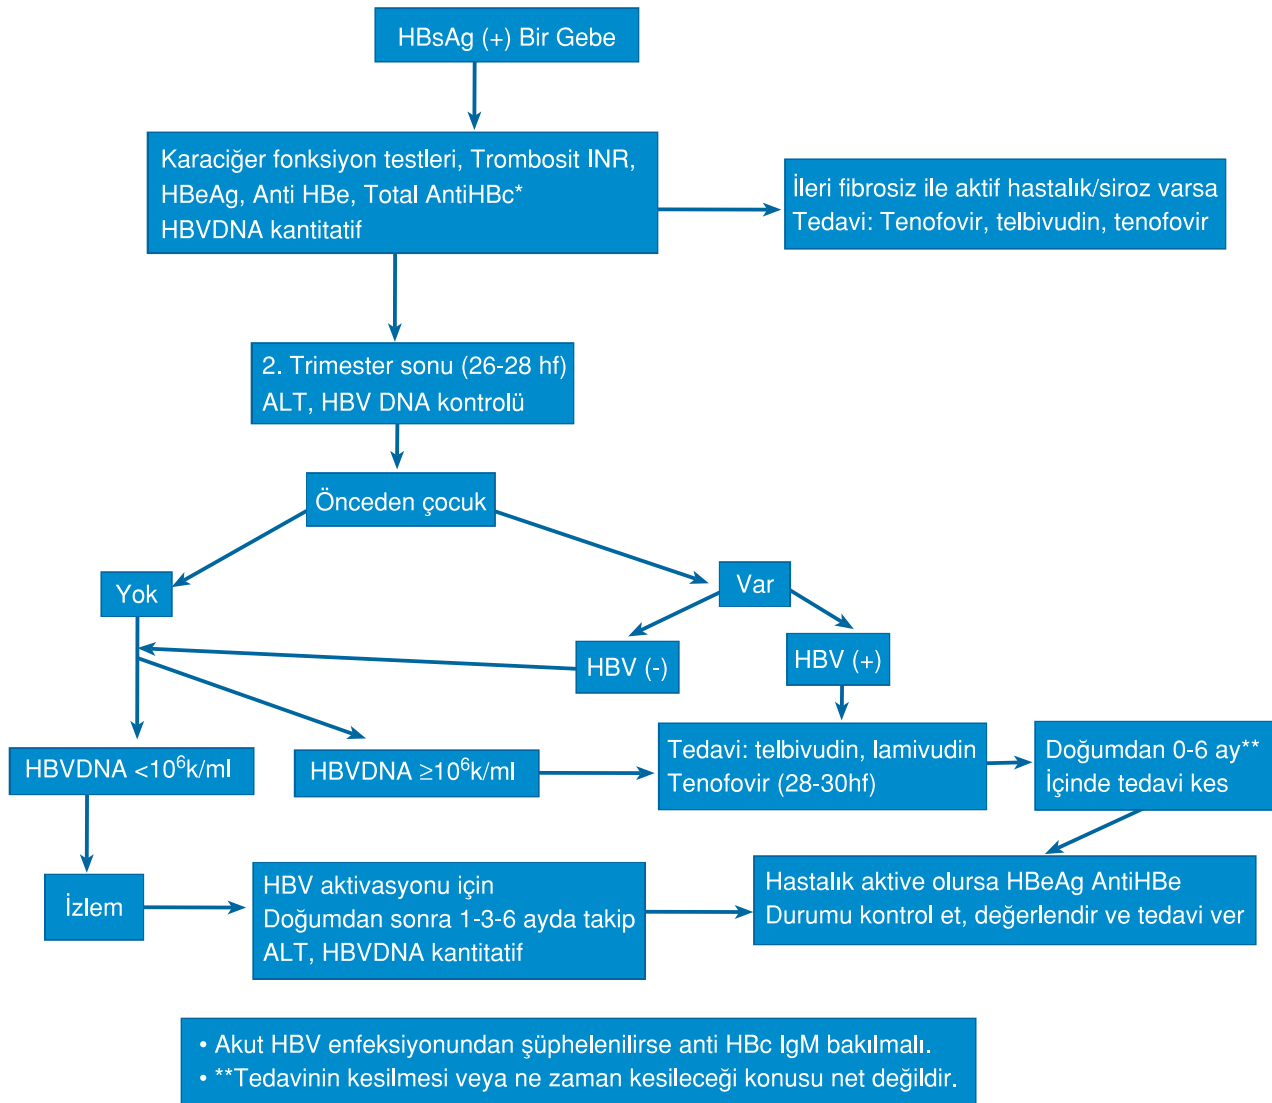 HBsAg (+) Bir Gebe
Karaciğer fonksiyon testleri, Trombosit INR,
HBeAg, Anti HBe, Total AntiHBc*
HBVDNA kantitatif
İleri fibrosiz ile aktif hastalık/siroz varsa
Tedavi: Tenofovir, telbivudin, tenofovir
2. Trimester sonu (26-28 hf)
ALT, HBV DNA kontrolü
Önceden çocuk
Yok
Var
HBV (-)
HBV (+)
HBVDNA <10⁶k/ml
HBVDNA ≥10⁶k/ml
Tedavi: telbivudin, lamivudin
Tenofovir (28-30hf)
Doğumdan 0-6 ay**
İçinde tedavi kes
İzlem
HBV aktivasyonu için
Doğumdan sonra 1-3-6 ayda takip
ALT, HBVDNA kantitatif
Hastalık aktive olursa HBeAg AntiHBe
Durumu kontrol et, değerlendir ve tedavi ver
• Akut HBV enfeksiyonundan şüphelenilirse anti HBc IgM bakılmalı.
• **Tedavinin kesilmesi veya ne zaman kesileceği konusu net değildir.